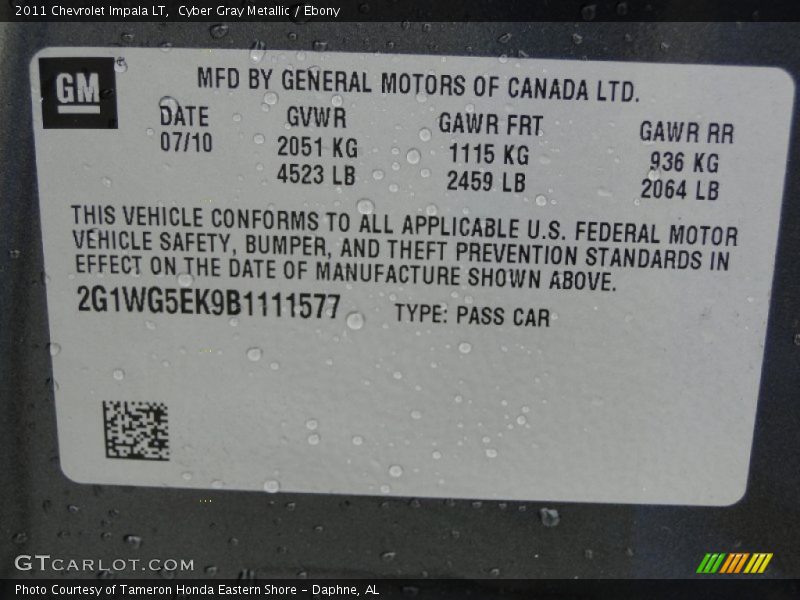 2011 Chevrolet Impala LT, Cyber Gray Metallic / Ebony
GM
MFD BY GENERAL MOTORS OF CANADA LTD.
DATE GVWR GAWR FRT GAWR RR
07/10 2051 KG 1115 KG 936 KG
4523 LB 2459 LB 2064 LB
THIS VEHICLE CONFORMS TO ALL APPLICABLE U.S. FEDERAL MOTOR
VEHICLE SAFETY, BUMPER, AND THEFT PREVENTION STANDARDS IN
EFFECT ON THE DATE OF MANUFACTURE SHOWN ABOVE.
2G1WG5EK9B1111577 TYPE: PASS CAR
GTCARLOT.COM
Photo Courtesy of Tameron Honda Eastern Shore - Daphne, AL